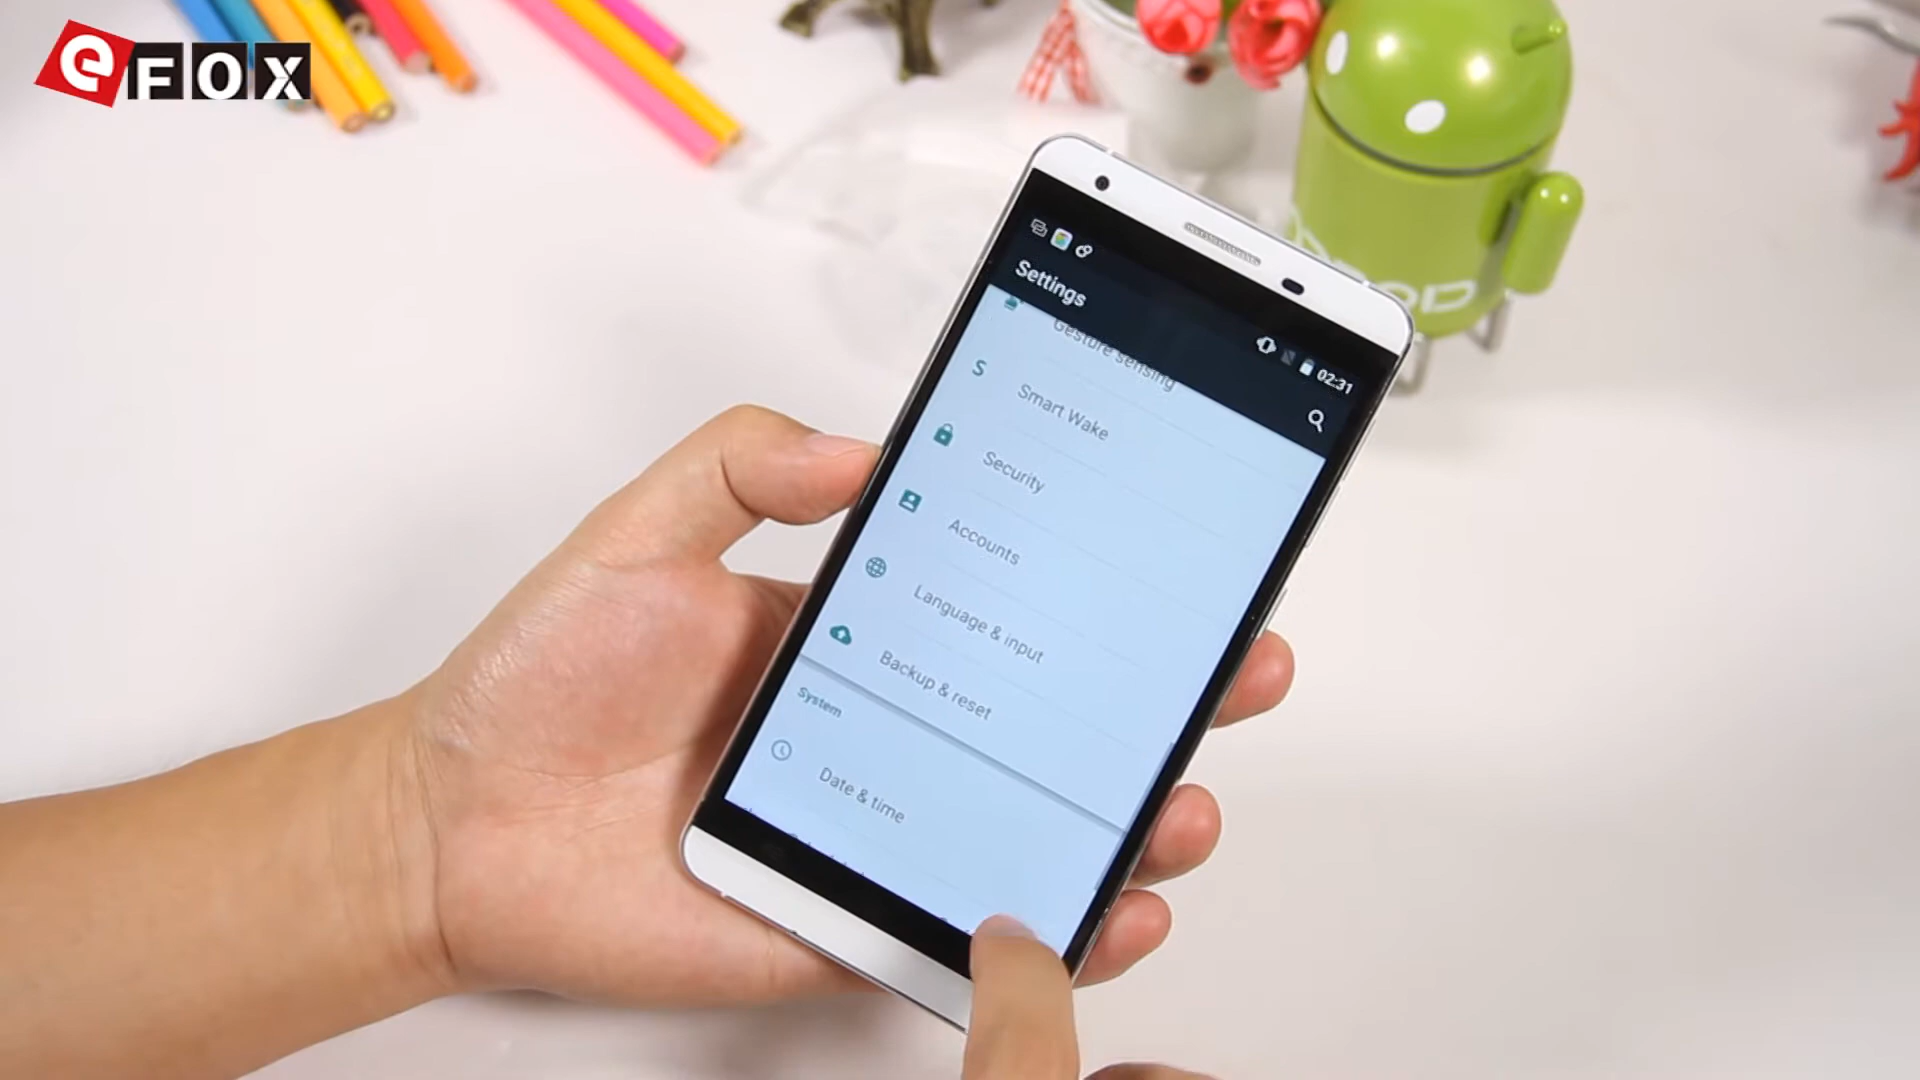 eFOX
Settings
02:31
Gesture sensing
S
Smart Wake
Security
Accounts
Language & input
Backup & reset
System
Date & time